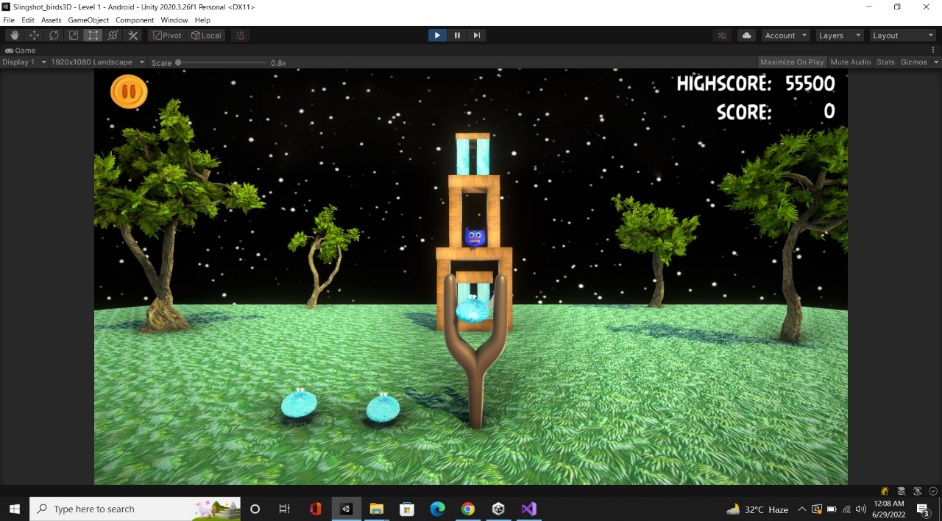 Slingshot_birds3D - Level 1 - Android - Unity 2020.3.26f1 Personal <DX11>
File Edit Assets GameObject Component Window Help
Pivot Local
Account Layers Layout
Game
Display 1 1920x1080 Landscape Scale 0.8x Maximize On Play Mute Audio Stats Gizmos
HIGHSCORE: 55500
SCORE: 0
Type here to search
32°C Haze
12:08 AM
6/29/2022
3